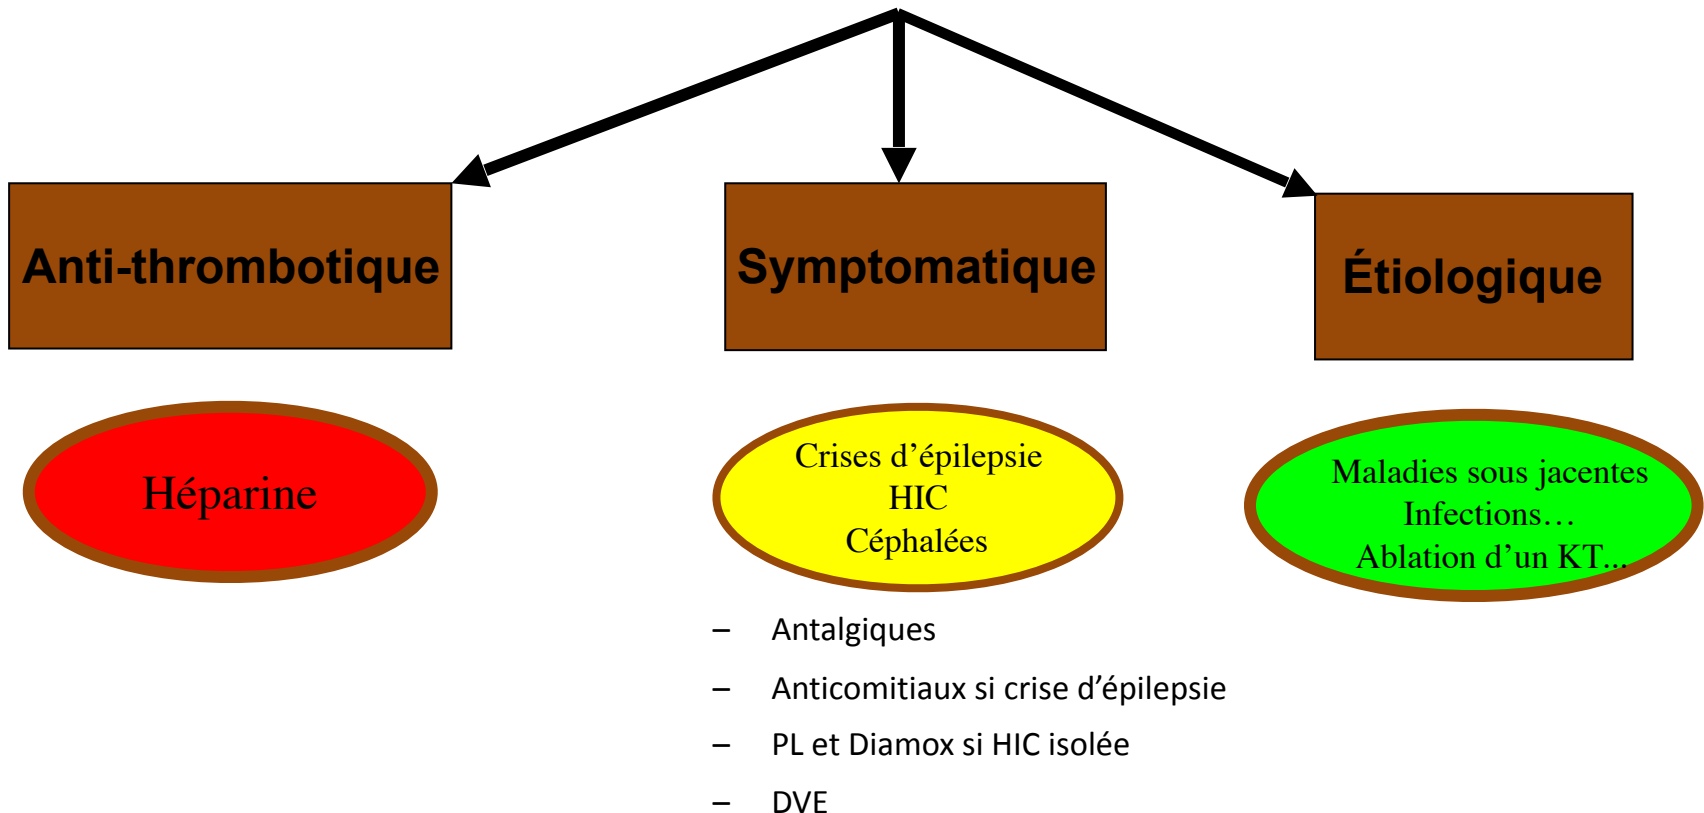 Anti-thrombotique
Symptomatique
Étiologique
Héparine
Crises d’épilepsie
HIC
Céphalées
Maladies sous jacentes
Infections…
Ablation d’un KT...
– Antalgiques
– Anticomitiaux si crise d’épilepsie
– PL et Diamox si HIC isolée
– DVE